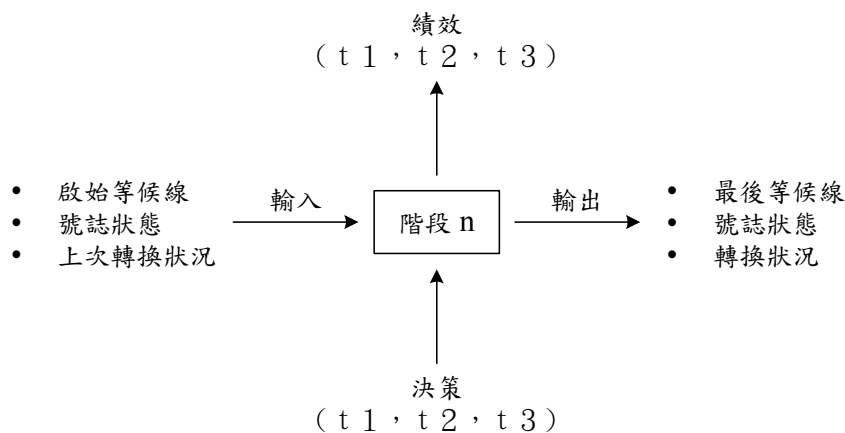 績效
（ｔ１，ｔ２，ｔ３）
• 啟始等候線
• 號誌狀態
• 上次轉換狀況
輸入
階段 n
輸出
• 最後等候線
• 號誌狀態
• 轉換狀況
決策
（ｔ１，ｔ２，ｔ３）